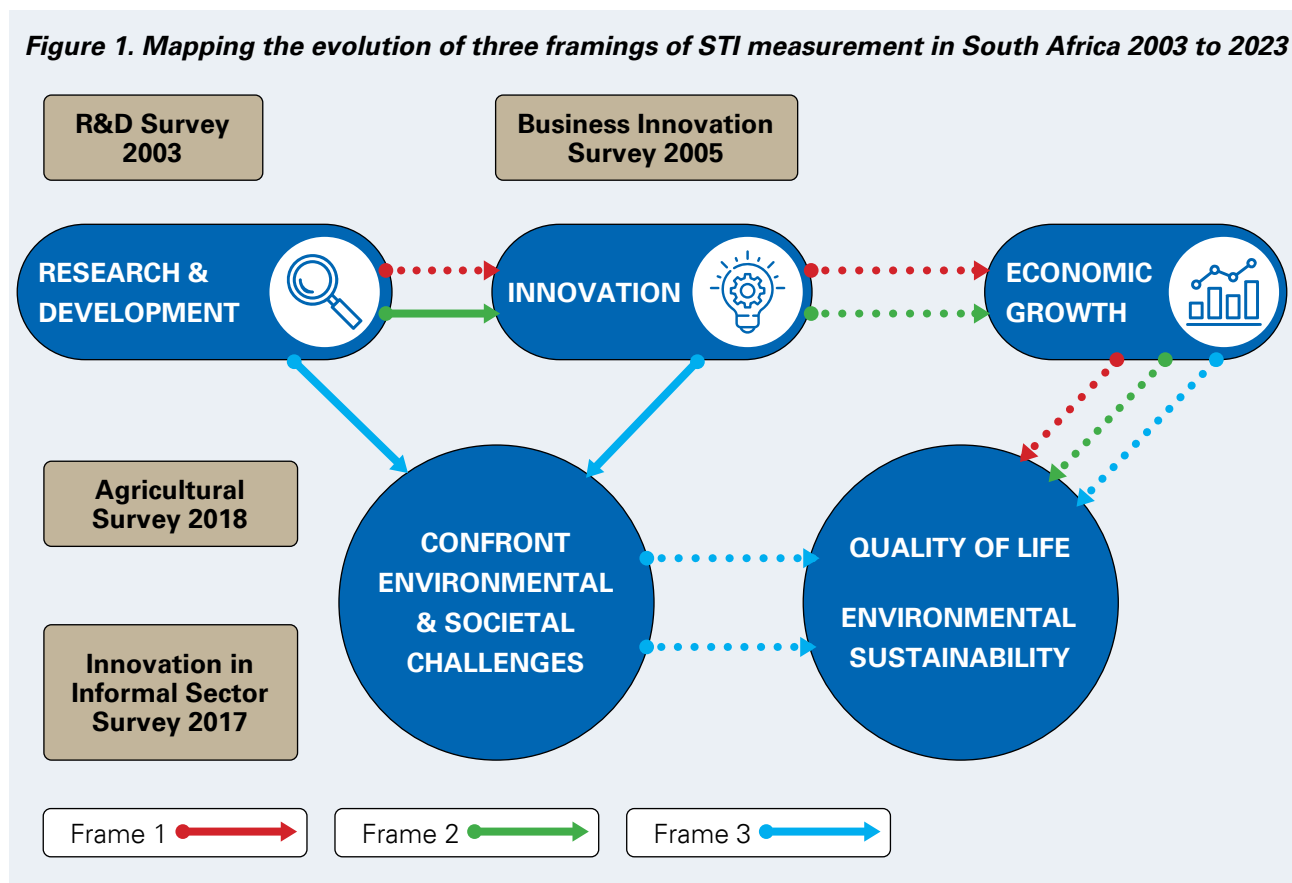 Figure 1. Mapping the evolution of three framings of STI measurement in South Africa 2003 to 2023
R&D Survey
2003
Business Innovation
Survey 2005
RESEARCH &
DEVELOPMENT
INNOVATION
ECONOMIC
GROWTH
Agricultural
Survey 2018
CONFRONT
ENVIRONMENTAL
& SOCIETAL
CHALLENGES
QUALITY OF LIFE
ENVIRONMENTAL
SUSTAINABILITY
Innovation in
Informal Sector
Survey 2017
Frame 1
Frame 2
Frame 3